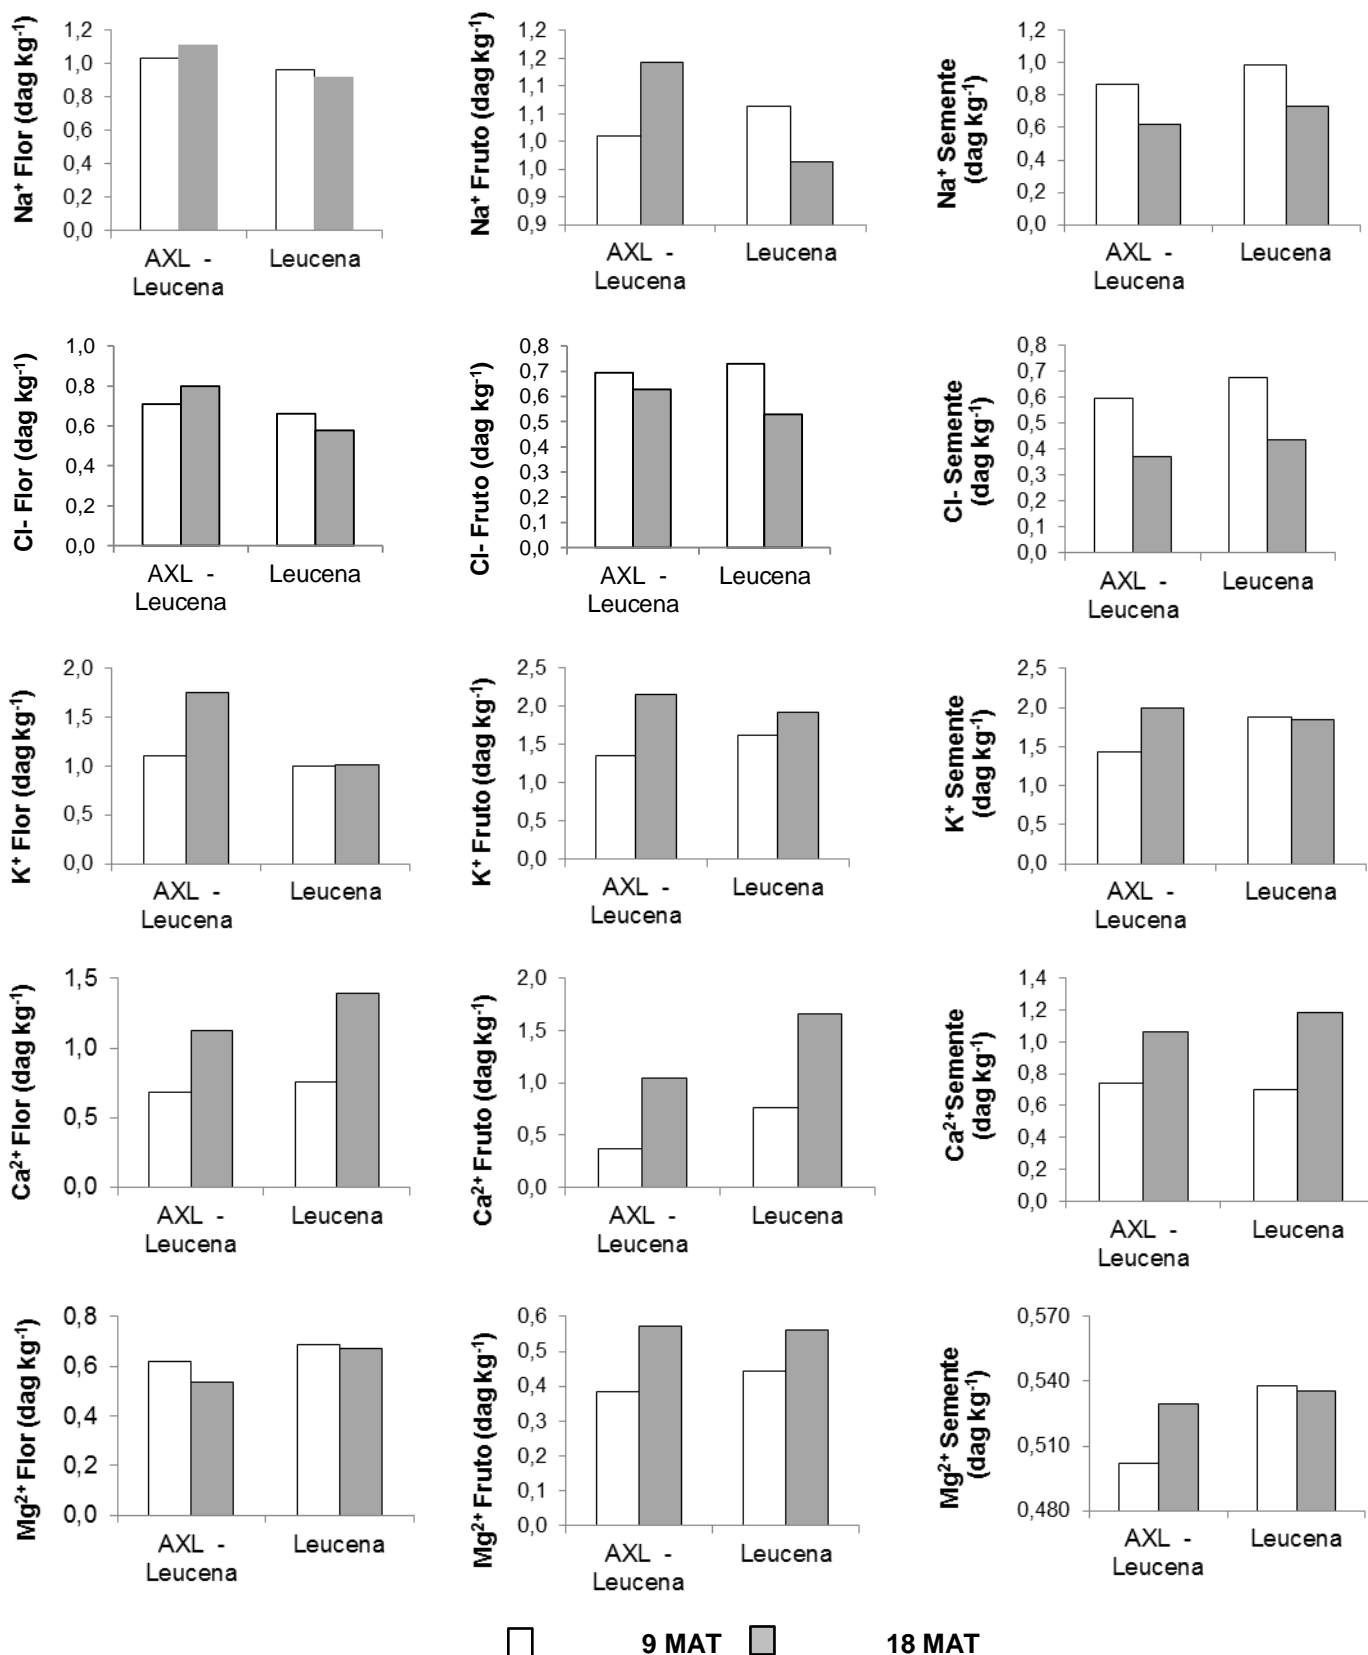 Na⁺ Flor (dag kg⁻¹)
1,2
1,0
0,8
0,6
0,4
0,2
0,0
AXL -
Leucena
Leucena
Na⁺ Fruto (dag kg⁻¹)
1,2
1,2
1,1
1,1
1,0
1,0
0,9
0,9
AXL -
Leucena
Leucena
Na⁺ Semente
(dag kg⁻¹)
1,2
1,0
0,8
0,6
0,4
0,2
0,0
AXL -
Leucena
Leucena
Cl- Flor (dag kg⁻¹)
1,0
0,8
0,6
0,4
0,2
0,0
AXL -
Leucena
Leucena
Cl- Fruto (dag kg⁻¹)
0,8
0,7
0,6
0,5
0,4
0,3
0,2
0,1
0,0
AXL -
Leucena
Leucena
Cl- Semente
(dag kg⁻¹)
0,8
0,7
0,6
0,5
0,4
0,3
0,2
0,1
0,0
AXL -
Leucena
Leucena
K⁺ Flor (dag kg⁻¹)
2,0
1,5
1,0
0,5
0,0
AXL -
Leucena
Leucena
K⁺ Fruto (dag kg⁻¹)
2,5
2,0
1,5
1,0
0,5
0,0
AXL -
Leucena
Leucena
K⁺ Semente
(dag kg⁻¹)
2,5
2,0
1,5
1,0
0,5
0,0
AXL -
Leucena
Leucena
Ca²⁺ Flor (dag kg⁻¹)
1,5
1,0
0,5
0,0
AXL -
Leucena
Leucena
Ca²⁺ Fruto (dag kg⁻¹)
2,0
1,5
1,0
0,5
0,0
AXL -
Leucena
Leucena
Ca²⁺Semente
(dag kg⁻¹)
1,4
1,2
1,0
0,8
0,6
0,4
0,2
0,0
AXL -
Leucena
Leucena
Mg²⁺ Flor (dag kg⁻¹)
0,8
0,6
0,4
0,2
0,0
AXL -
Leucena
Leucena
Mg²⁺ Fruto (dag kg⁻¹)
0,6
0,5
0,4
0,3
0,2
0,1
0,0
AXL -
Leucena
Leucena
Mg²⁺ Semente
(dag kg⁻¹)
0,570
0,540
0,510
0,480
AXL -
Leucena
Leucena
9 MAT 18 MAT